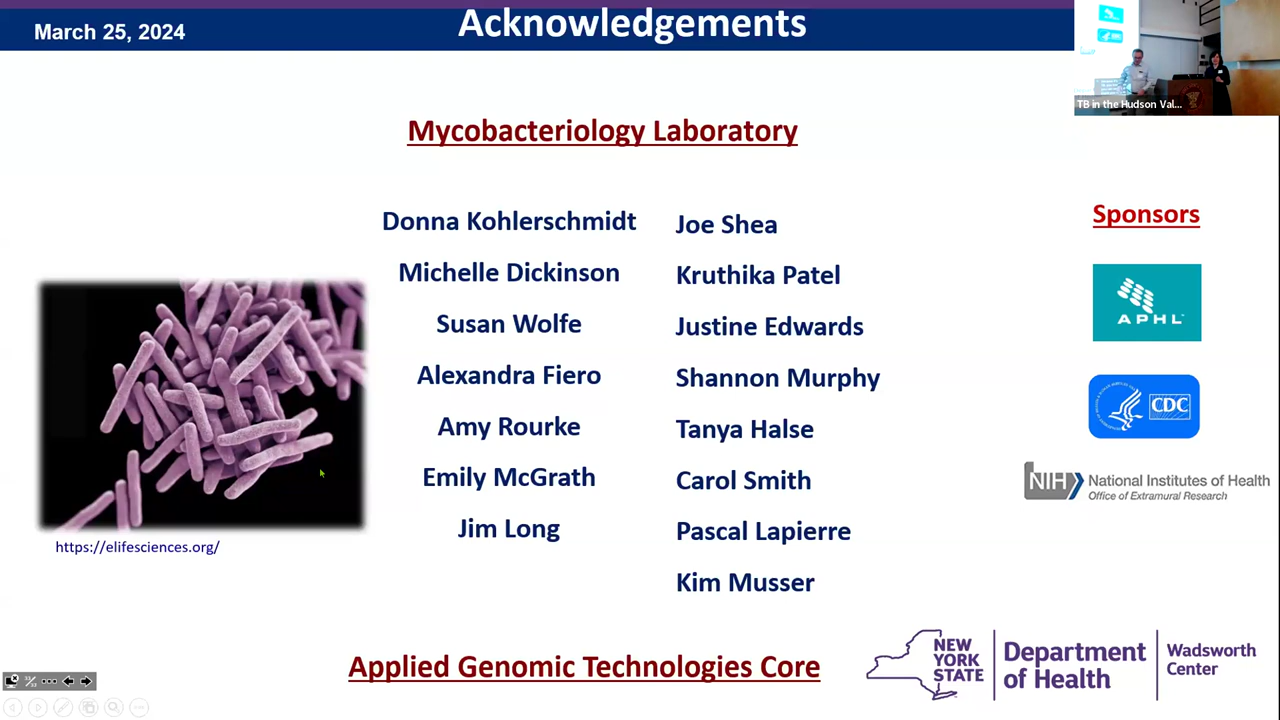 March 25, 2024
Acknowledgements
TB in the Hudson Val...
Mycobacteriology Laboratory
Donna Kohlerschmidt
Michelle Dickinson
Susan Wolfe
Alexandra Fiero
Amy Rourke
Emily McGrath
Jim Long
Joe Shea
Kruthika Patel
Justine Edwards
Shannon Murphy
Tanya Halse
Carol Smith
Pascal Lapierre
Kim Musser
Sponsors
APHL
CDC
NIH
National Institutes of Health
Office of Extramural Research
https://elifesciences.org/
Applied Genomic Technologies Core
NEW
YORK
STATE
Department
of Health
Wadsworth
Center